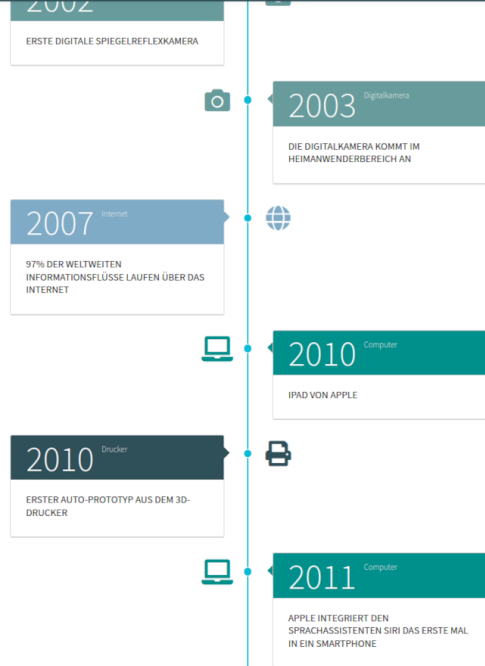 2002
ERSTE DIGITALE SPIEGELREFLEXKAMERA
2003 Digitalkamera
DIE DIGITALKAMERA KOMMT IM
HEIMANWENDERBEREICH AN
2007 Internet
97% DER WELTWEITEN
INFORMATIONSFLÜSSE LAUFEN ÜBER DAS
INTERNET
2010 Computer
IPAD VON APPLE
2010 Drucker
ERSTER AUTO-PROTOTYP AUS DEM 3D-
DRUCKER
2011 Computer
APPLE INTEGRIERT DEN
SPRACHASSISTENTEN SIRI DAS ERSTE MAL
IN EIN SMARTPHONE